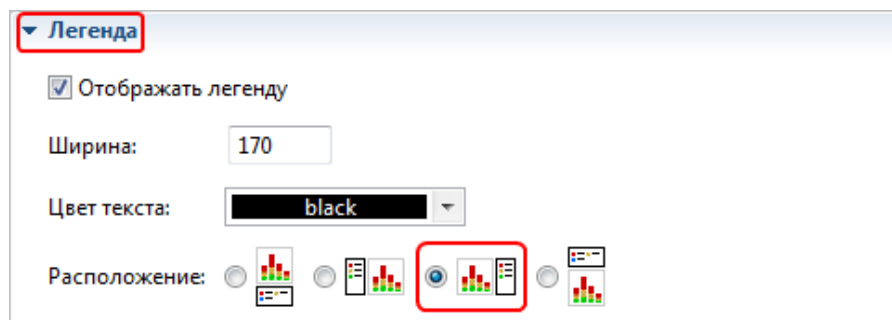 Легенда
Отображать легенду
Ширина: 170
Цвет текста: black
Расположение: